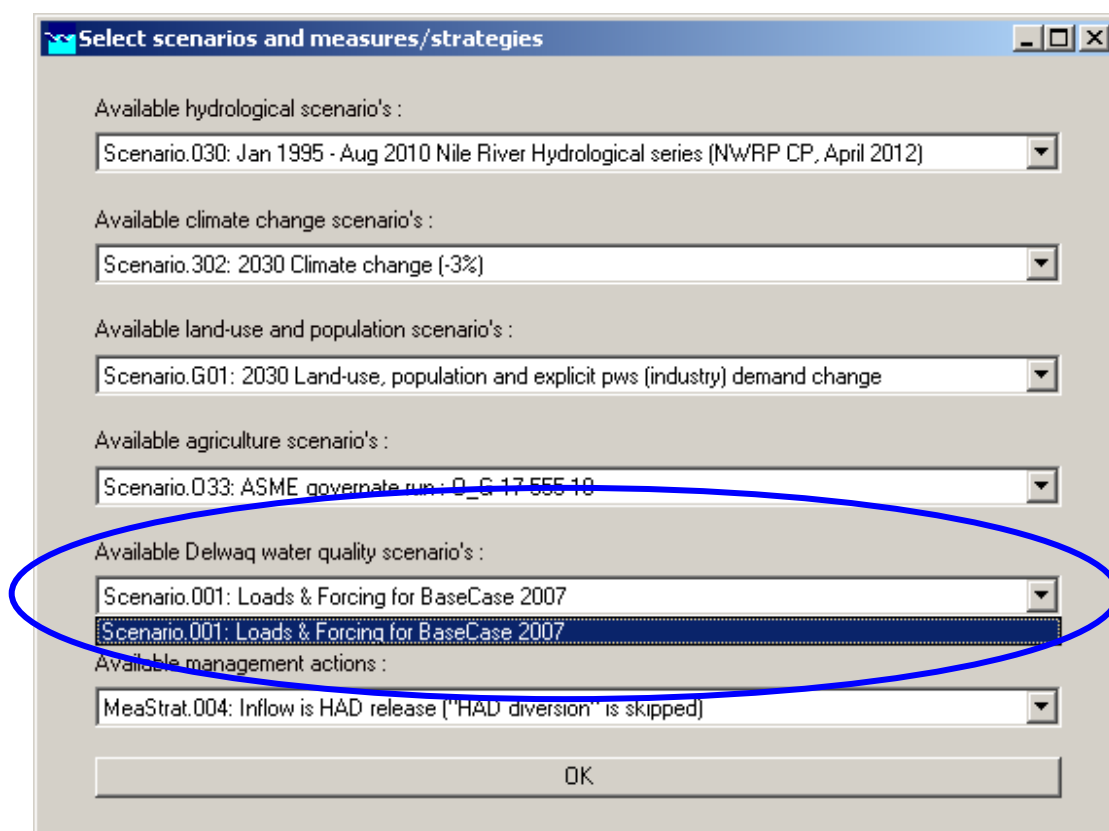 Select scenarios and measures/strategies
Available hydrological scenario's :
Scenario.030: Jan 1995 - Aug 2010 Nile River Hydrological series (NWRP CP, April 2012)
Available climate change scenario's :
Scenario.302: 2030 Climate change (-3%)
Available land-use and population scenario's :
Scenario.G01: 2030 Land-use, population and explicit pws (industry) demand change
Available agriculture scenario's :
Scenario.O33: ASME governate run : O_G 17 555 10
Available Delwaq water quality scenario's :
Scenario.001: Loads & Forcing for BaseCase 2007
Scenario.001: Loads & Forcing for BaseCase 2007
Available management actions :
MeaStrat.004: Inflow is HAD release ("HAD diversion" is skipped)
OK